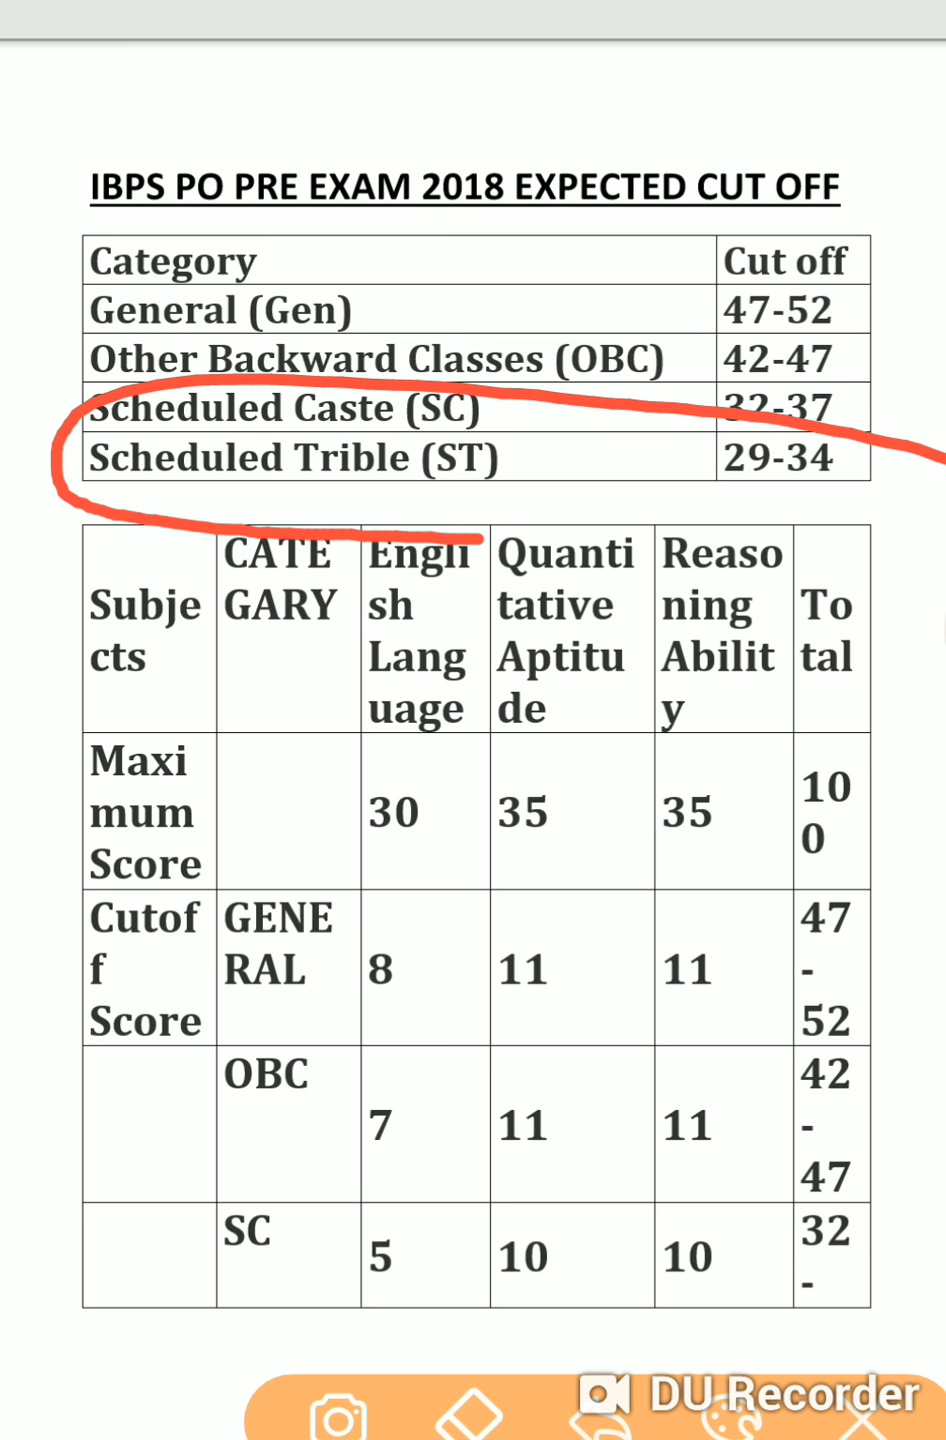 IBPS PO PRE EXAM 2018 EXPECTED CUT OFF
Category Cut off
General (Gen) 47-52
Other Backward Classes (OBC) 42-47
Scheduled Caste (SC) 32-37
Scheduled Trible (ST) 29-34
CATE Engli Quanti Reaso
Subje GARY sh tative ning To
cts Lang Aptitu Abilit tal
uage de y
Maxi
mum 30 35 35 10
Score 0
Cutof GENE 47
f RAL 8 11 11 -
Score 52
OBC 42
7 11 11 -
47
SC 32
5 10 10 -
DU Recorder